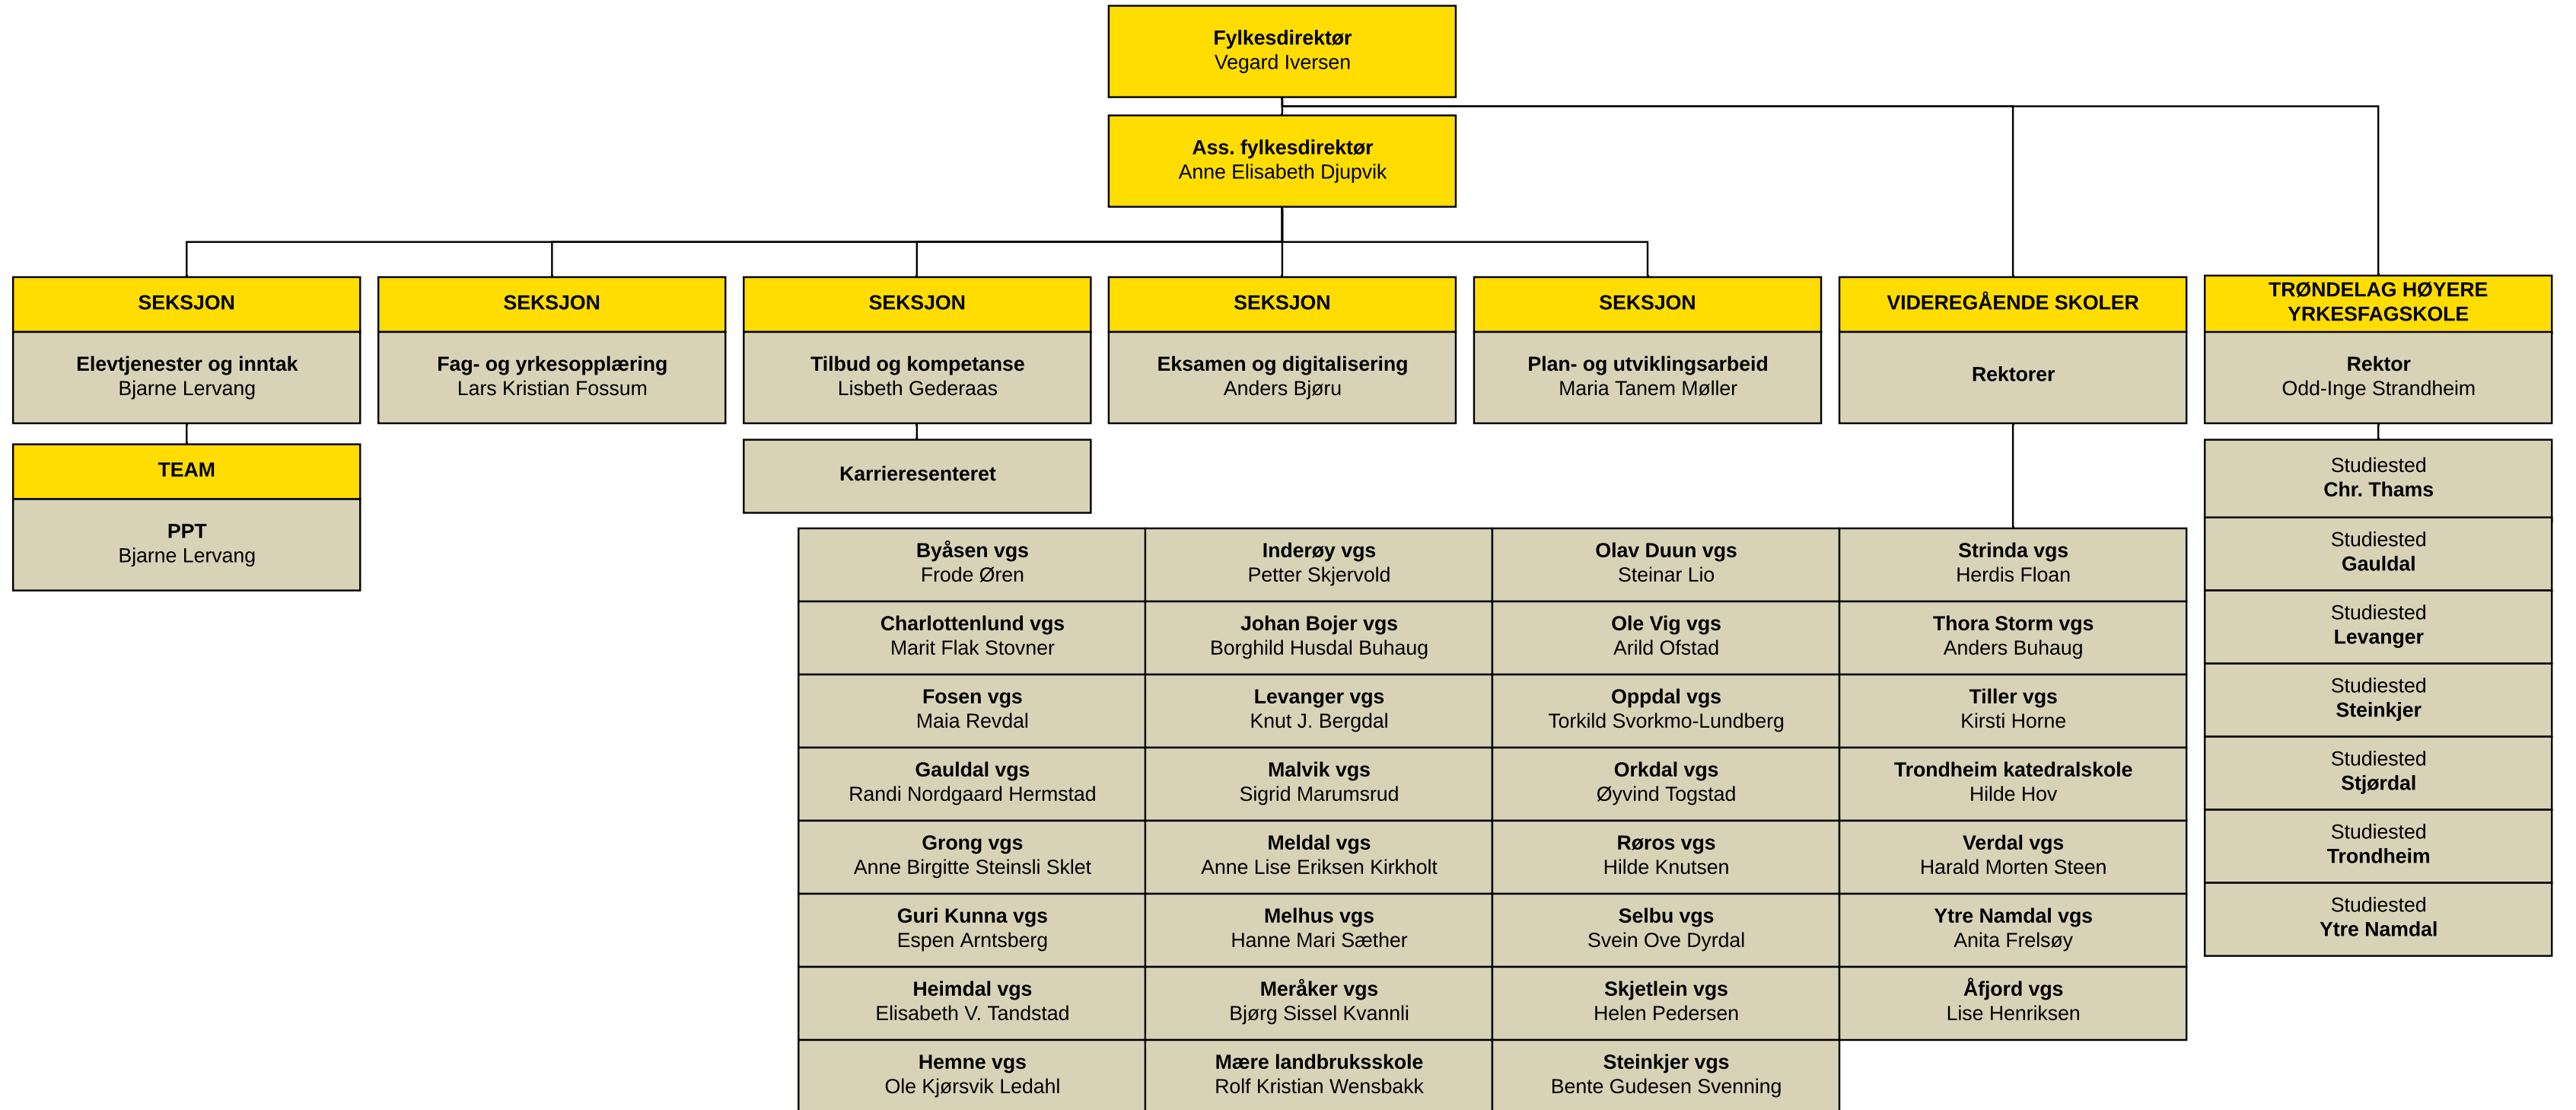 Fylkesdirektør
Vegard Iversen
Ass. fylkesdirektør
Anne Elisabeth Djupvik
SEKSJON
Elevtjenester og inntak
Bjarne Lervang
TEAM
PPT
Bjarne Lervang
SEKSJON
Fag- og yrkesopplæring
Lars Kristian Fossum
SEKSJON
Tilbud og kompetanse
Lisbeth Gederaas
Karrieresenteret
SEKSJON
Eksamen og digitalisering
Anders Bjøru
SEKSJON
Plan- og utviklingsarbeid
Maria Tanem Møller
VIDEREGÅENDE SKOLER
Rektorer
Byåsen vgs
Frode Øren
Charlottenlund vgs
Marit Flak Stovner
Fosen vgs
Maia Revdal
Gauldal vgs
Randi Nordgaard Hermstad
Grong vgs
Anne Birgitte Steinsli Sklet
Guri Kunna vgs
Espen Arntsberg
Heimdal vgs
Elisabeth V. Tandstad
Hemne vgs
Ole Kjørsvik Ledahl
Inderøy vgs
Petter Skjervold
Johan Bojer vgs
Borghild Husdal Buhaug
Levanger vgs
Knut J. Bergdal
Malvik vgs
Sigrid Marumsrud
Meldal vgs
Anne Lise Eriksen Kirkholt
Melhus vgs
Hanne Mari Sæther
Meråker vgs
Bjørg Sissel Kvannli
Mære landbruksskole
Rolf Kristian Wensbakk
Olav Duun vgs
Steinar Lio
Ole Vig vgs
Arild Ofstad
Oppdal vgs
Torkild Svorkmo-Lundberg
Orkdal vgs
Øyvind Togstad
Røros vgs
Hilde Knutsen
Selbu vgs
Svein Ove Dyrdal
Skjetlein vgs
Helen Pedersen
Steinkjer vgs
Bente Gudesen Svenning
Strinda vgs
Herdis Floan
Thora Storm vgs
Anders Buhaug
Tiller vgs
Kirsti Horne
Trondheim katedralskole
Hilde Hov
Verdal vgs
Harald Morten Steen
Ytre Namdal vgs
Anita Frelsøy
Åfjord vgs
Lise Henriksen
TRØNDELAG HØYERE
YRKESFAGSKOLE
Rektor
Odd-Inge Strandheim
Studiested
Chr. Thams
Studiested
Gauldal
Studiested
Levanger
Studiested
Steinkjer
Studiested
Stjørdal
Studiested
Trondheim
Studiested
Ytre Namdal